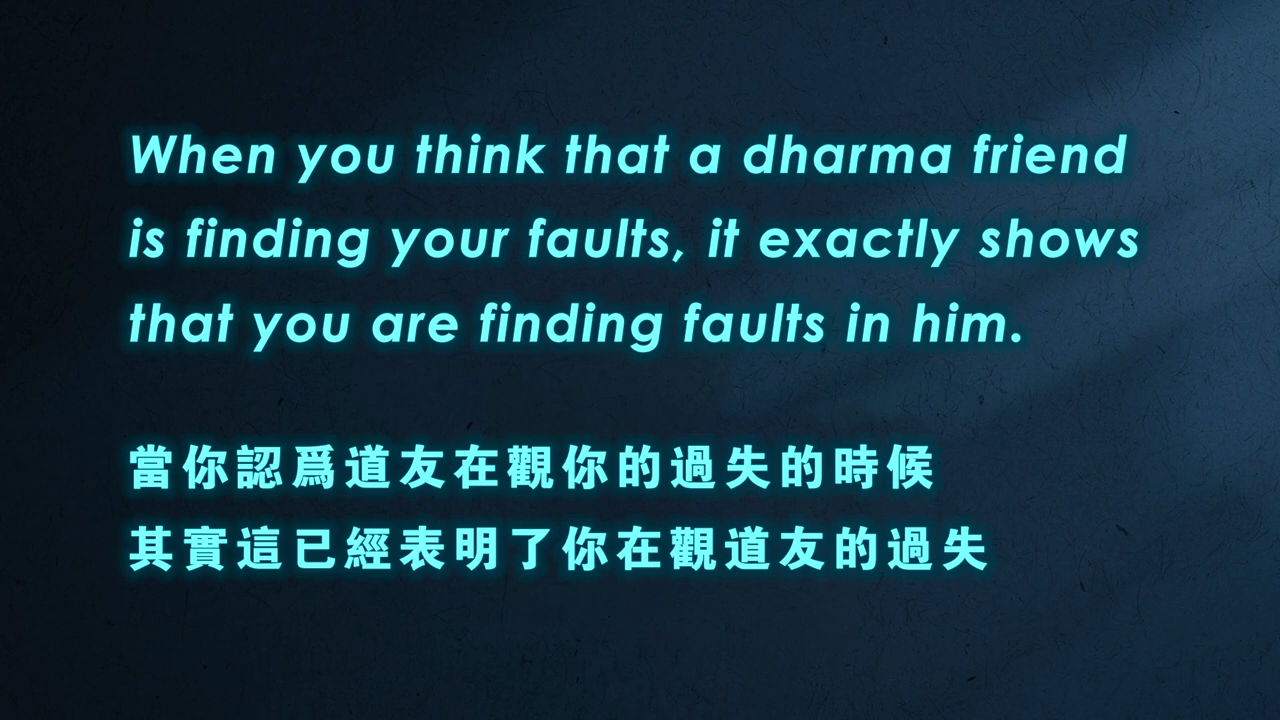 When you think that a dharma friend
is finding your faults, it exactly shows
that you are finding faults in him.
當你認爲道友在觀你的過失的時候
其實這已經表明了你在觀道友的過失